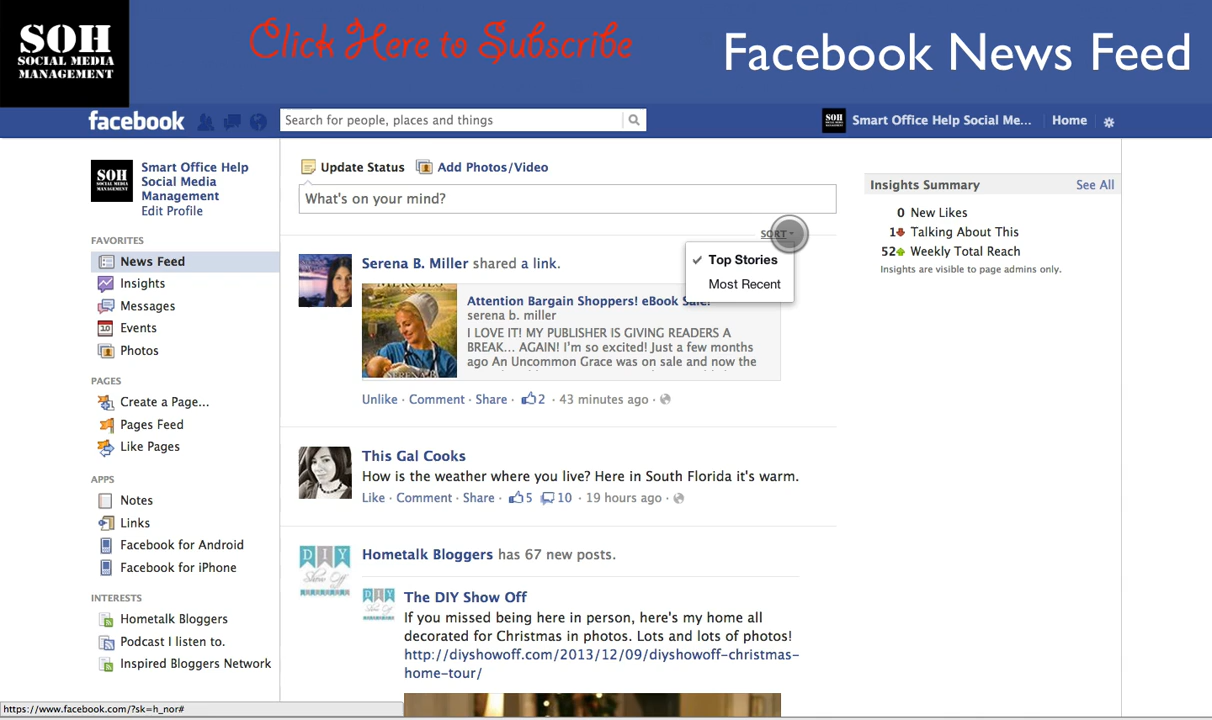 SOH
SOCIAL MEDIA
MANAGEMENT
Click Here to Subscribe
Facebook News Feed
facebook
Search for people, places and things
SOH
Smart Office Help Social Me...
Home
SOH
Smart Office Help
Social Media
Management
Edit Profile
FAVORITES
News Feed
Insights
Messages
10
Events
Photos
PAGES
Create a Page...
Pages Feed
Like Pages
APPS
Notes
Links
Facebook for Android
Facebook for iPhone
INTERESTS
Hometalk Bloggers
Podcast I listen to.
Inspired Bloggers Network
Update Status
Add Photos/Video
What's on your mind?
SORT
✓ Top Stories
Most Recent
Serena B. Miller shared a link.
Attention Bargain Shoppers! eBook Sale!
serena b. miller
I LOVE IT! MY PUBLISHER IS GIVING READERS A
BREAK... AGAIN! I'm so excited! Just a few months
ago An Uncommon Grace was on sale and now the
Unlike · Comment · Share · 2 · 43 minutes ago ·
This Gal Cooks
How is the weather where you live? Here in South Florida it's warm.
Like · Comment · Share · 5 10 · 19 hours ago ·
DIY
Show Off
Hometalk Bloggers has 67 new posts.
DIY
Show Off
The DIY Show Off
If you missed being here in person, here's my home all
decorated for Christmas in photos. Lots and lots of photos!
http://diyshowoff.com/2013/12/09/diyshowoff-christmas-
home-tour/
Insights Summary
See All
0 New Likes
1 Talking About This
52 Weekly Total Reach
Insights are visible to page admins only.
https://www.facebook.com/?sk=h_nor#